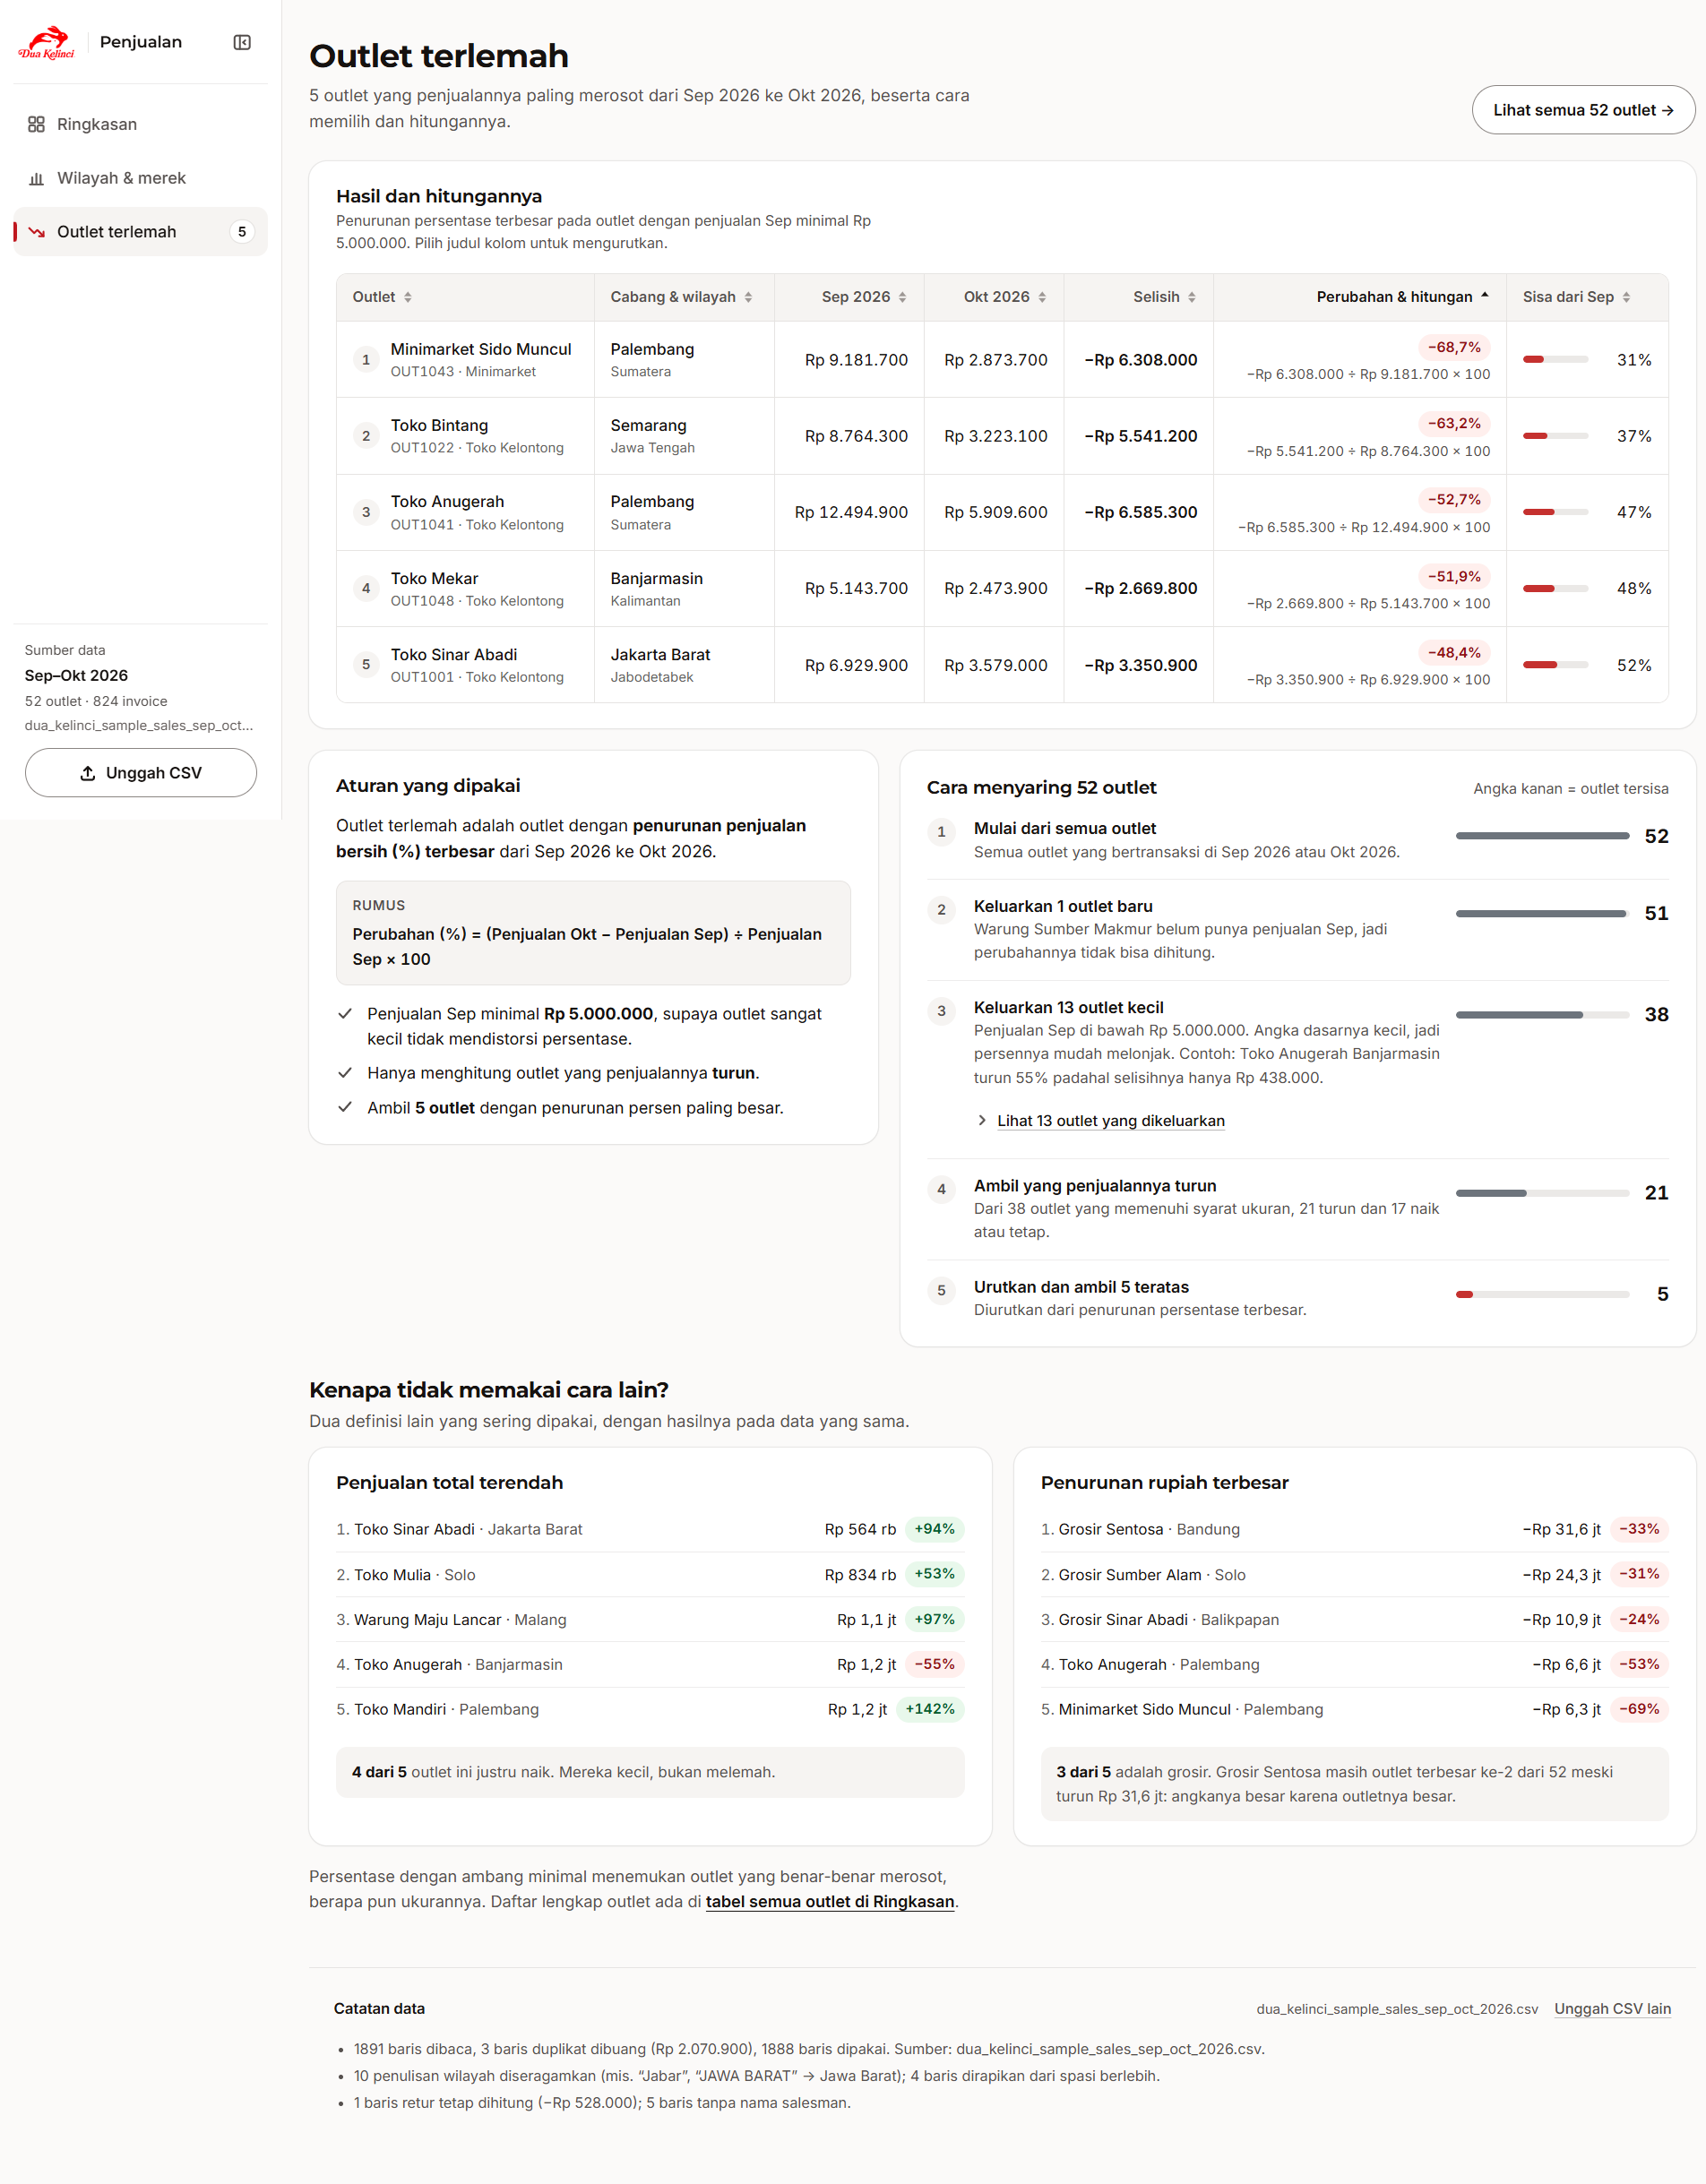 Dua Kelinci
Penjualan
Ringkasan
Wilayah & merek
Outlet terlemah 5
Sumber data
Sep–Okt 2026
52 outlet · 824 invoice
dua_kelinci_sample_sales_sep_oct...
Unggah CSV
Outlet terlemah
5 outlet yang penjualannya paling merosot dari Sep 2026 ke Okt 2026, beserta cara
memilih dan hitungannya.
Lihat semua 52 outlet →
Hasil dan hitungannya
Penurunan persentase terbesar pada outlet dengan penjualan Sep minimal Rp
5.000.000. Pilih judul kolom untuk mengurutkan.
Outlet Cabang & wilayah Sep 2026 Okt 2026 Selisih Perubahan & hitungan Sisa dari Sep
1 Minimarket Sido Muncul Palembang Rp 9.181.700 Rp 2.873.700 −Rp 6.308.000 −68,7% 31%
OUT1043 · Minimarket Sumatera −Rp 6.308.000 ÷ Rp 9.181.700 × 100
2 Toko Bintang Semarang Rp 8.764.300 Rp 3.223.100 −Rp 5.541.200 −63,2% 37%
OUT1022 · Toko Kelontong Jawa Tengah −Rp 5.541.200 ÷ Rp 8.764.300 × 100
3 Toko Anugerah Palembang Rp 12.494.900 Rp 5.909.600 −Rp 6.585.300 −52,7% 47%
OUT1041 · Toko Kelontong Sumatera −Rp 6.585.300 ÷ Rp 12.494.900 × 100
4 Toko Mekar Banjarmasin Rp 5.143.700 Rp 2.473.900 −Rp 2.669.800 −51,9% 48%
OUT1048 · Toko Kelontong Kalimantan −Rp 2.669.800 ÷ Rp 5.143.700 × 100
5 Toko Sinar Abadi Jakarta Barat Rp 6.929.900 Rp 3.579.000 −Rp 3.350.900 −48,4% 52%
OUT1001 · Toko Kelontong Jabodetabek −Rp 3.350.900 ÷ Rp 6.929.900 × 100
Aturan yang dipakai
Outlet terlemah adalah outlet dengan penurunan penjualan
bersih (%) terbesar dari Sep 2026 ke Okt 2026.
RUMUS
Perubahan (%) = (Penjualan Okt − Penjualan Sep) ÷ Penjualan
Sep × 100
Penjualan Sep minimal Rp 5.000.000, supaya outlet sangat
kecil tidak mendistorsi persentase.
Hanya menghitung outlet yang penjualannya turun.
Ambil 5 outlet dengan penurunan persen paling besar.
Cara menyaring 52 outlet
Angka kanan = outlet tersisa
1 Mulai dari semua outlet 52
Semua outlet yang bertransaksi di Sep 2026 atau Okt 2026.
2 Keluarkan 1 outlet baru 51
Warung Sumber Makmur belum punya penjualan Sep, jadi
perubahannya tidak bisa dihitung.
3 Keluarkan 13 outlet kecil 38
Penjualan Sep di bawah Rp 5.000.000. Angka dasarnya kecil, jadi
persennya mudah melonjak. Contoh: Toko Anugerah Banjarmasin
turun 55% padahal selisihnya hanya Rp 438.000.
Lihat 13 outlet yang dikeluarkan
4 Ambil yang penjualannya turun 21
Dari 38 outlet yang memenuhi syarat ukuran, 21 turun dan 17 naik
atau tetap.
5 Urutkan dan ambil 5 teratas 5
Diurutkan dari penurunan persentase terbesar.
Kenapa tidak memakai cara lain?
Dua definisi lain yang sering dipakai, dengan hasilnya pada data yang sama.
Penjualan total terendah
1. Toko Sinar Abadi · Jakarta Barat Rp 564 rb +94%
2. Toko Mulia · Solo Rp 834 rb +53%
3. Warung Maju Lancar · Malang Rp 1,1 jt +97%
4. Toko Anugerah · Banjarmasin Rp 1,2 jt −55%
5. Toko Mandiri · Palembang Rp 1,2 jt +142%
4 dari 5 outlet ini justru naik. Mereka kecil, bukan melemah.
Penurunan rupiah terbesar
1. Grosir Sentosa · Bandung −Rp 31,6 jt −33%
2. Grosir Sumber Alam · Solo −Rp 24,3 jt −31%
3. Grosir Sinar Abadi · Balikpapan −Rp 10,9 jt −24%
4. Toko Anugerah · Palembang −Rp 6,6 jt −53%
5. Minimarket Sido Muncul · Palembang −Rp 6,3 jt −69%
3 dari 5 adalah grosir. Grosir Sentosa masih outlet terbesar ke-2 dari 52 meski
turun Rp 31,6 jt: angkanya besar karena outletnya besar.
Persentase dengan ambang minimal menemukan outlet yang benar-benar merosot,
berapa pun ukurannya. Daftar lengkap outlet ada di tabel semua outlet di Ringkasan.
Catatan data
dua_kelinci_sample_sales_sep_oct_2026.csv Unggah CSV lain
• 1891 baris dibaca, 3 baris duplikat dibuang (Rp 2.070.900), 1888 baris dipakai. Sumber: dua_kelinci_sample_sales_sep_oct_2026.csv.
• 10 penulisan wilayah diseragamkan (mis. “Jabar”, “JAWA BARAT” → Jawa Barat); 4 baris dirapikan dari spasi berlebih.
• 1 baris retur tetap dihitung (−Rp 528.000); 5 baris tanpa nama salesman.